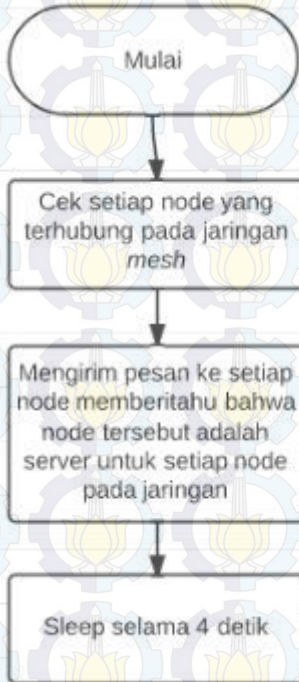 Mulai
Cek setiap node yang
terhubung pada jaringan
mesh
Mengirim pesan ke setiap
node memberitahu bahwa
node tersebut adalah
server untuk setiap node
pada jaringan
Sleep selama 4 detik